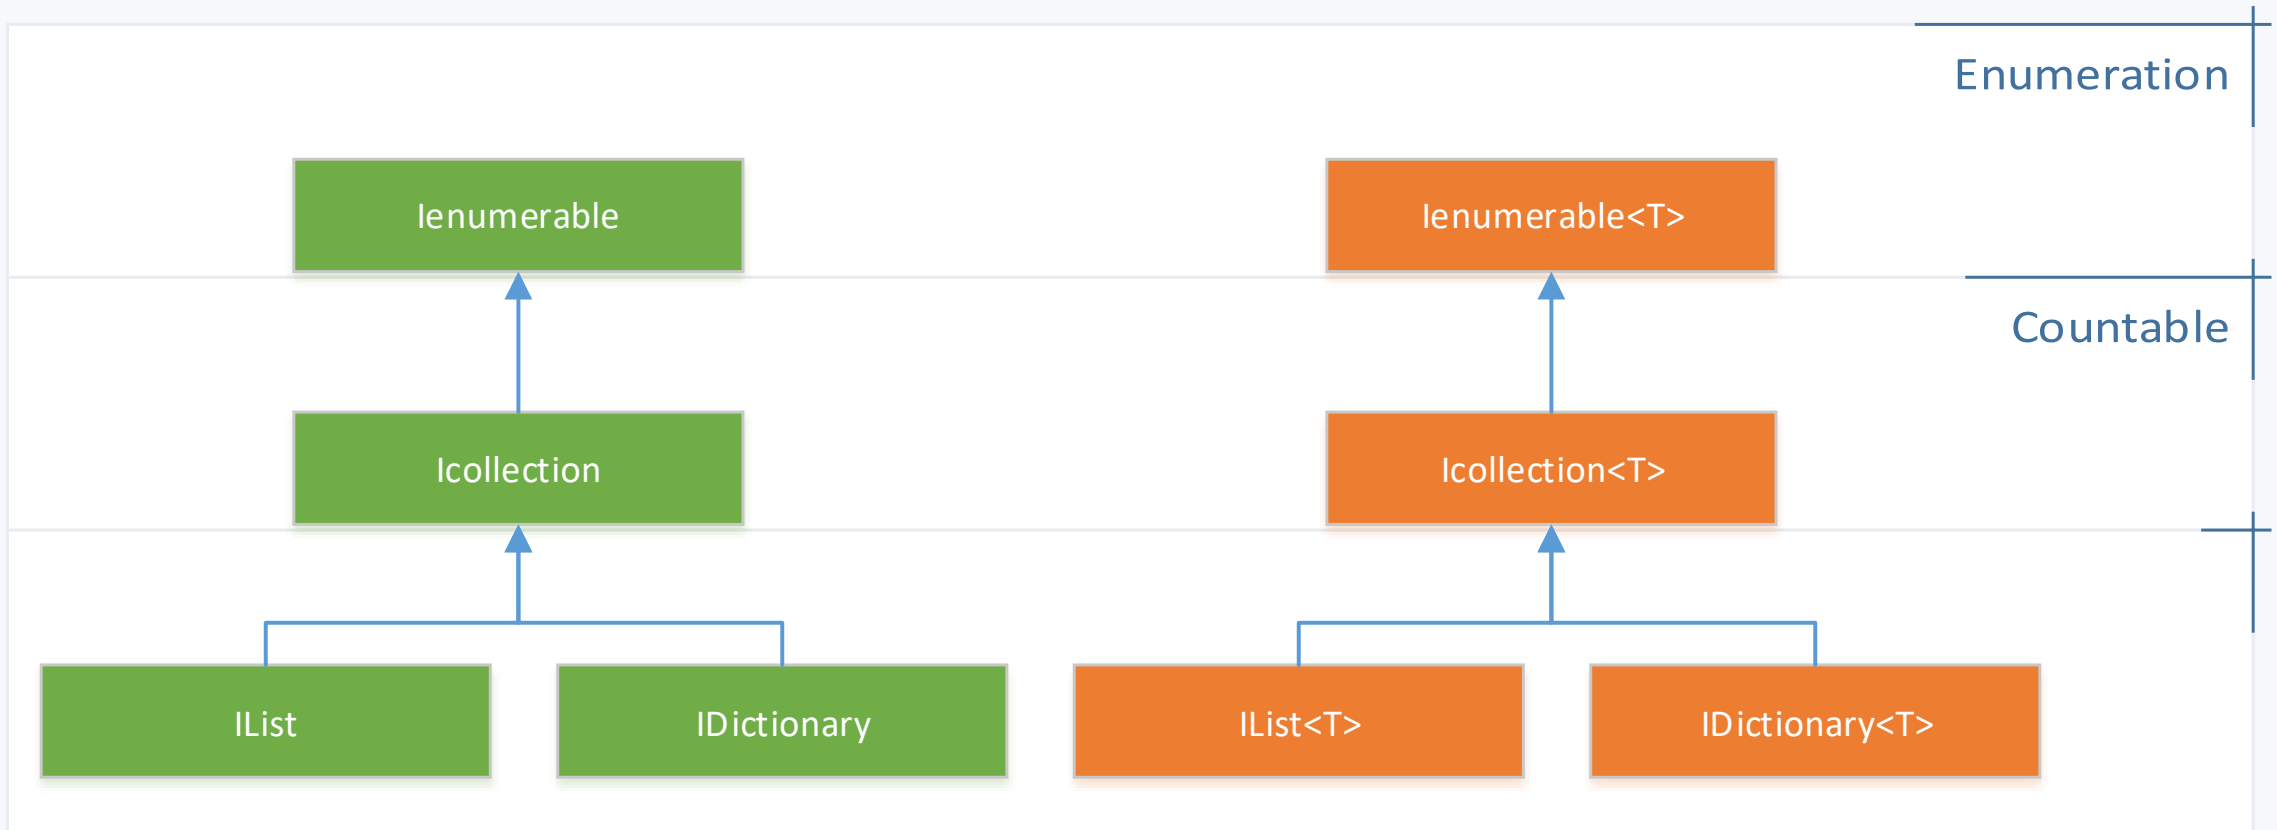 Enumeration
Ienumerable
Ienumerable<T>
Countable
Icollection
Icollection<T>
IList
IDictionary
IList<T>
IDictionary<T>